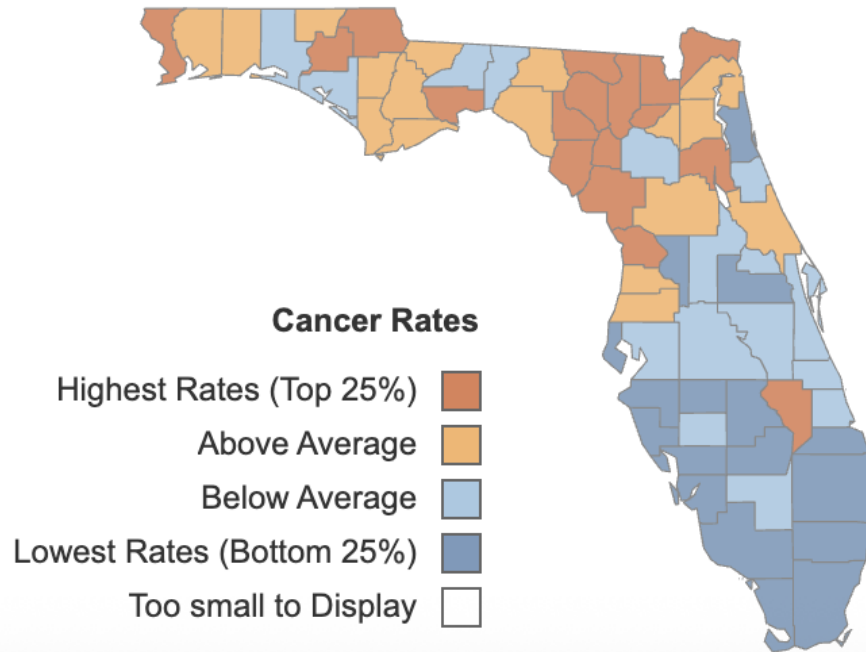 Cancer Rates
Highest Rates (Top 25%)
Above Average
Below Average
Lowest Rates (Bottom 25%)
Too small to Display